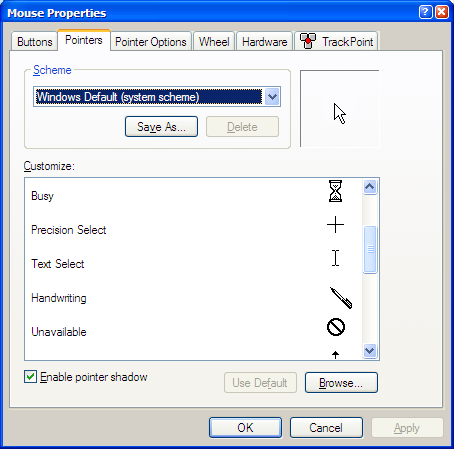 Mouse Properties
Buttons Pointers Pointer Options Wheel Hardware TrackPoint
Scheme
Windows Default (system scheme)
Save As... Delete
Customize:
Busy
Precision Select
Text Select
Handwriting
Unavailable
Enable pointer shadow
Use Default Browse...
OK Cancel Apply